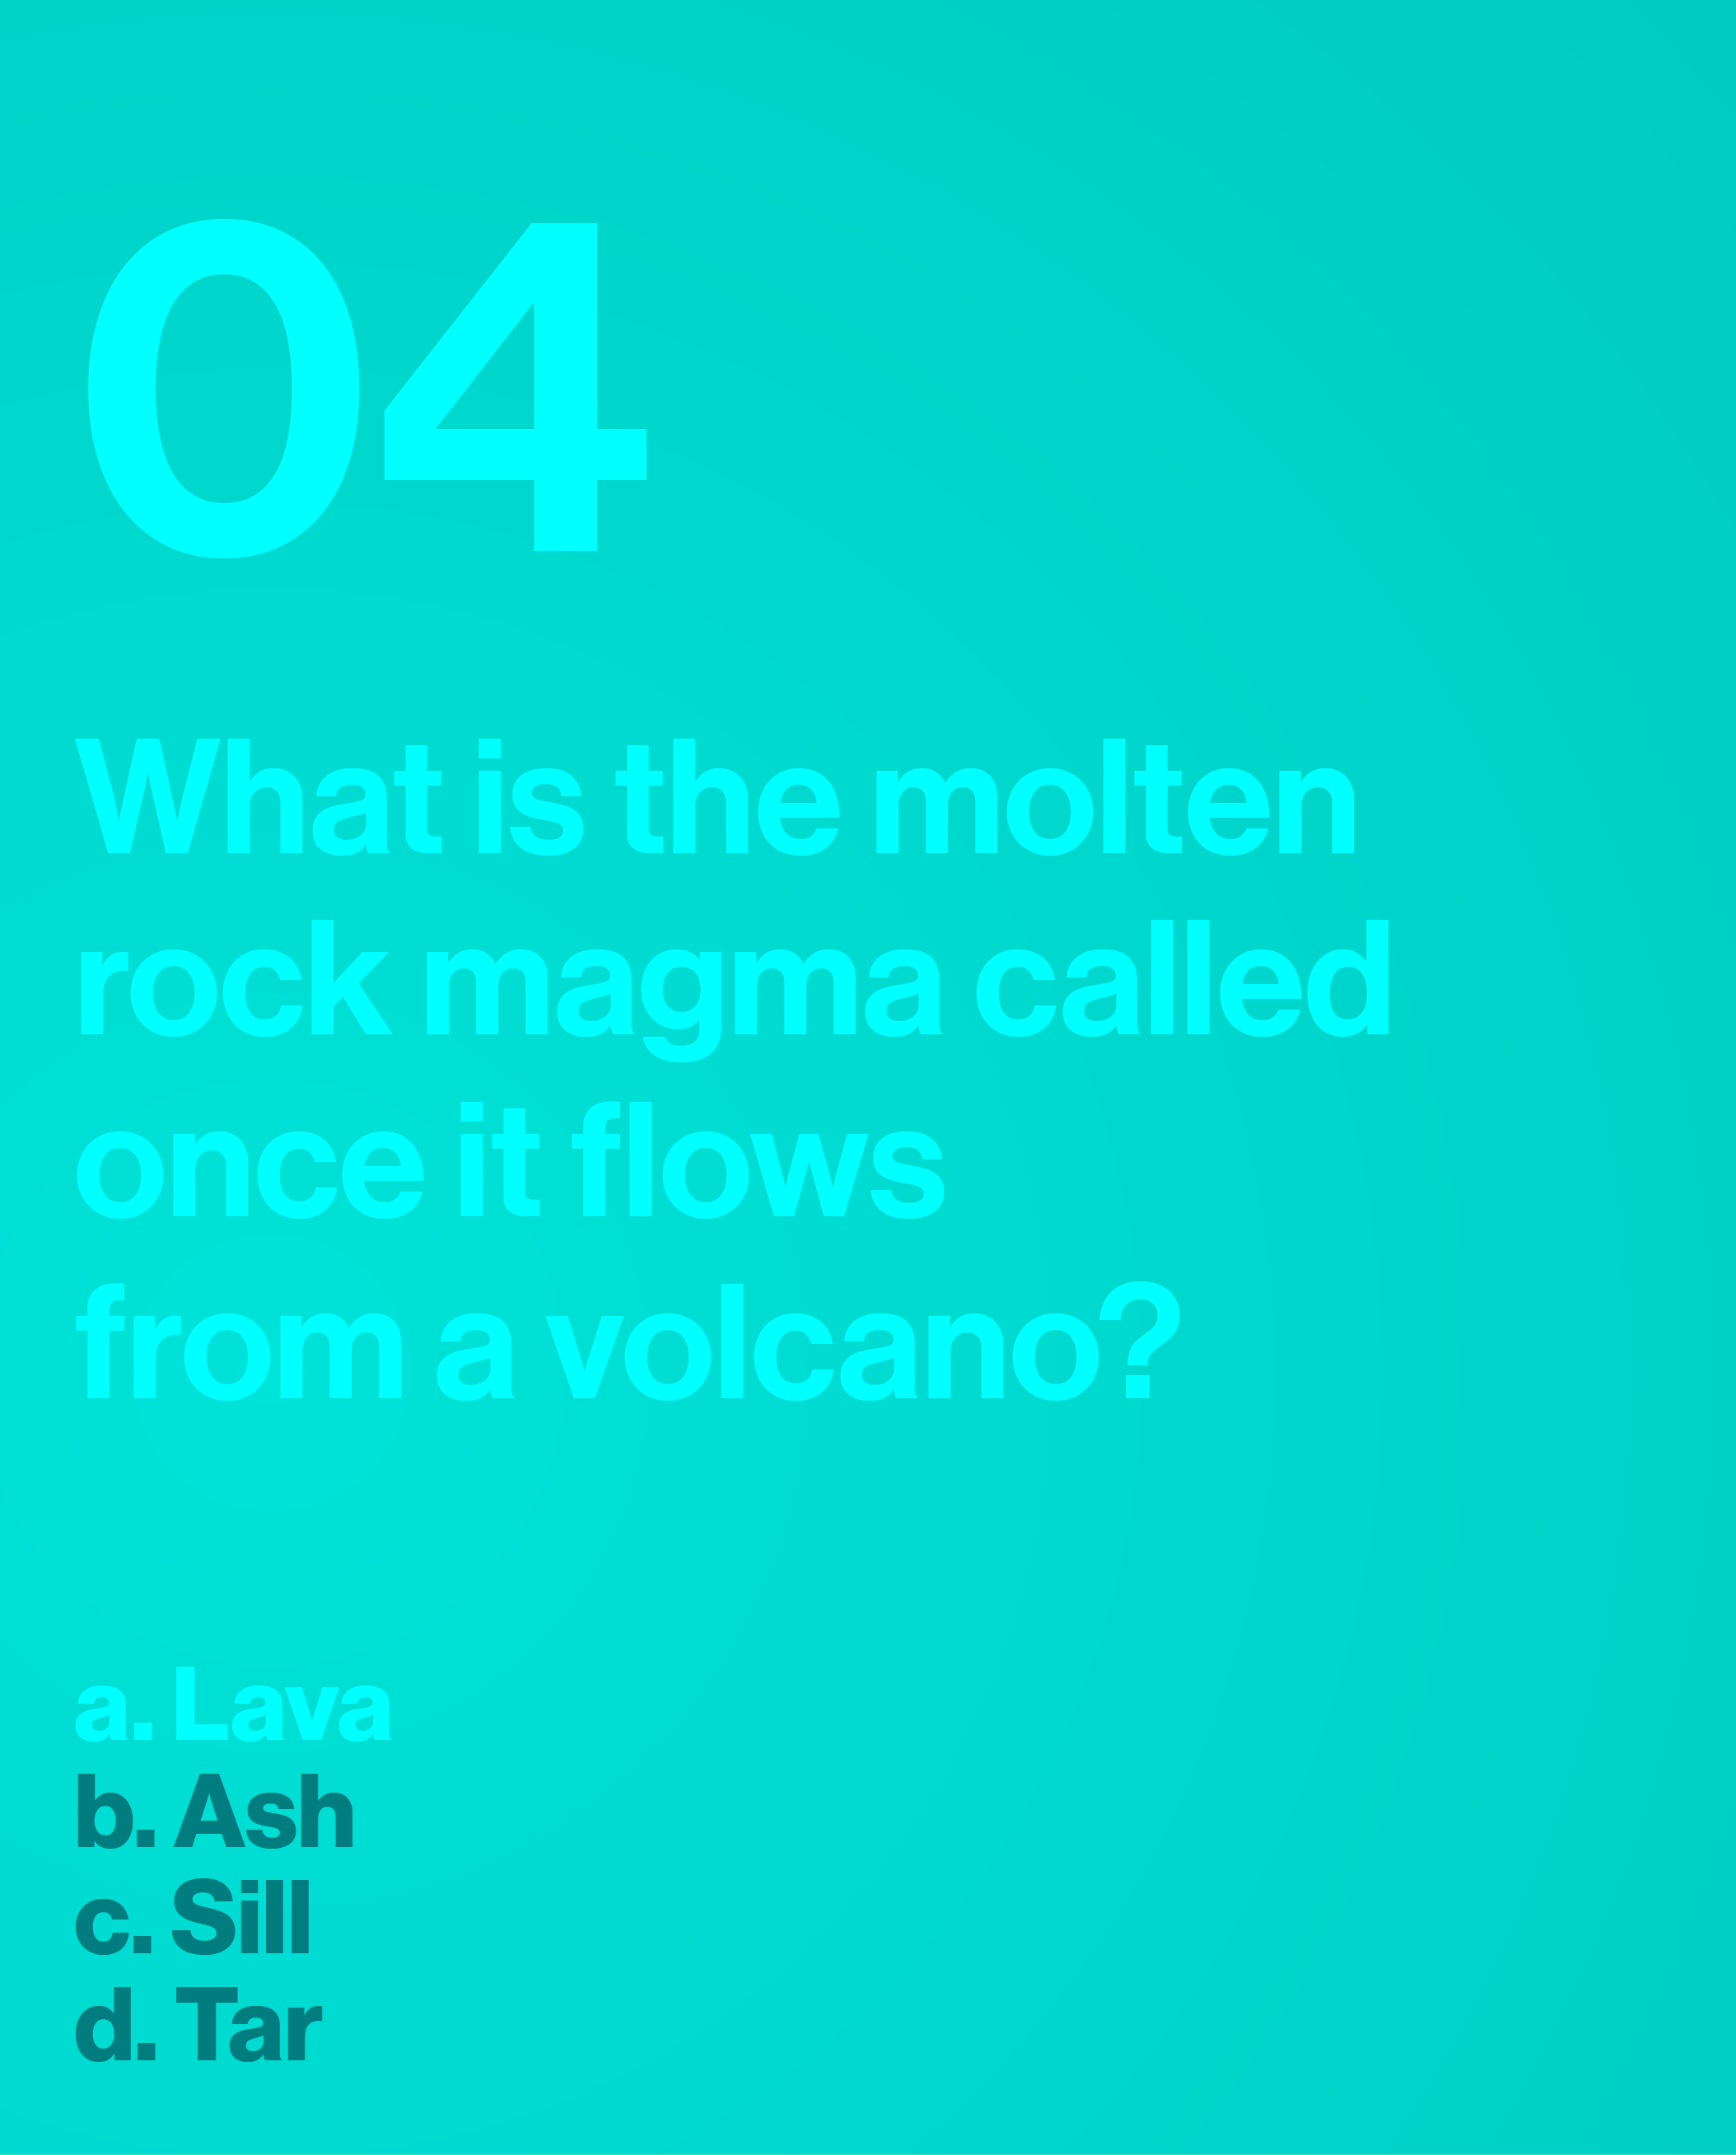 04
What is the molten
rock magma called
once it flows
from a volcano?
a. Lava
b. Ash
c. Sill
d. Tar